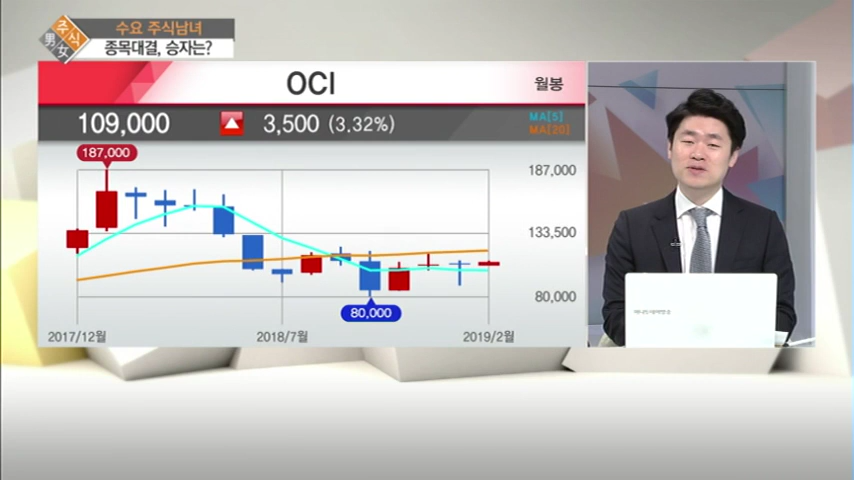 주식
男女
수요 주식남녀
종목대결, 승자는?
OCI
월봉
109,000
3,500 (3.32%)
MA[5]
MA[20]
187,000
187,000
133,500
80,000
80,000
2017/12월
2018/7월
2019/2월